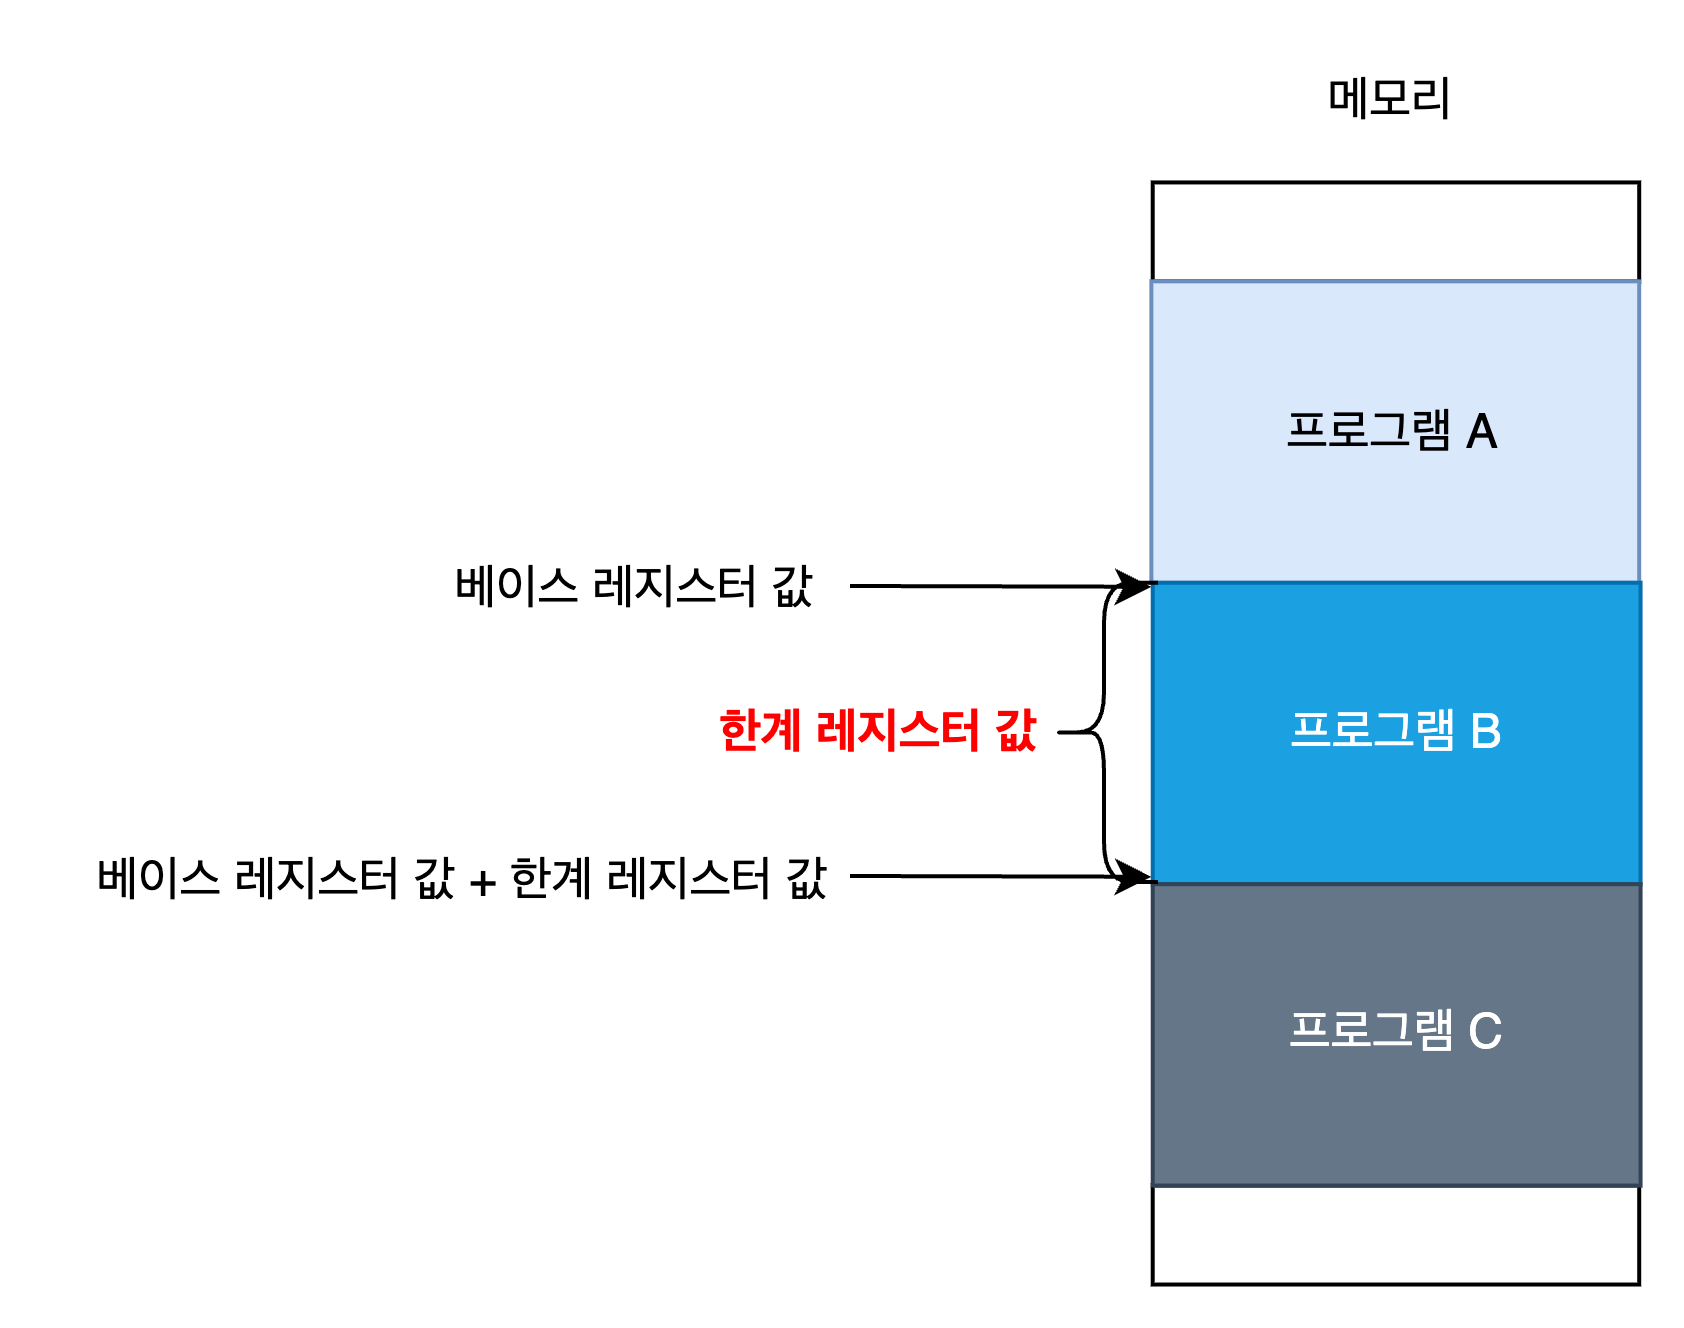 메모리
프로그램 A
베이스 레지스터 값
한계 레지스터 값
프로그램 B
베이스 레지스터 값 + 한계 레지스터 값
프로그램 C